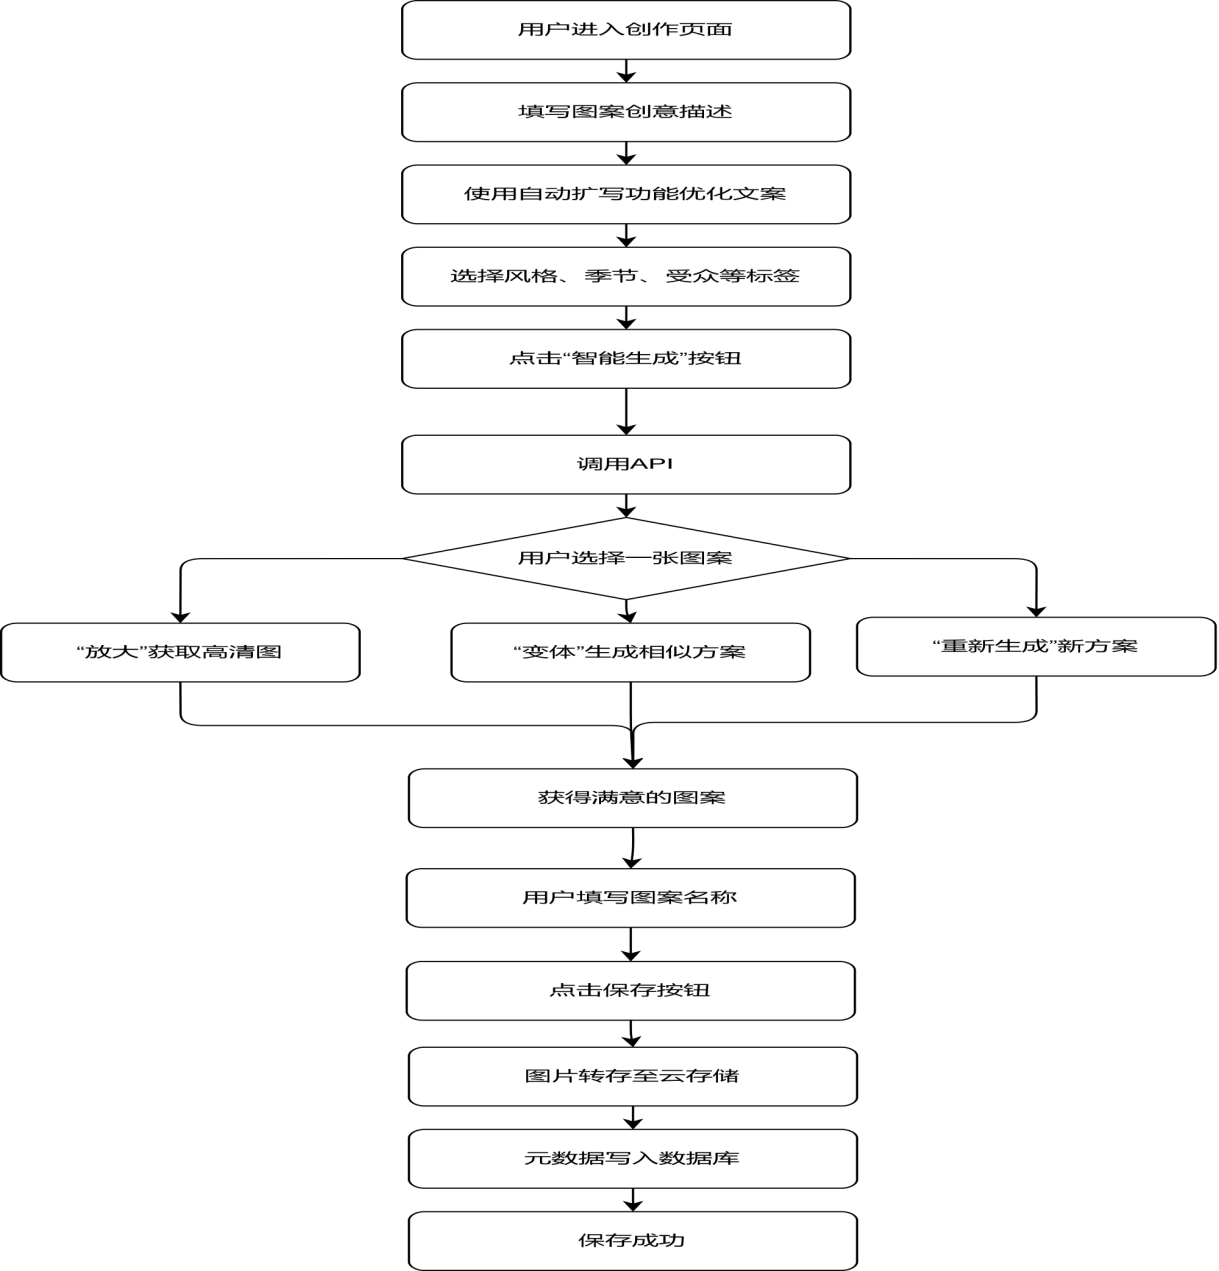 用户进入创作页面
填写图案创意描述
使用自动扩写功能优化文案
选择风格、季节、受众等标签
点击“智能生成”按钮
调用API
用户选择一张图案
“放大”获取高清图
“变体”生成相似方案
“重新生成”新方案
获得满意的图案
用户填写图案名称
点击保存按钮
图片转存至云存储
元数据写入数据库
保存成功